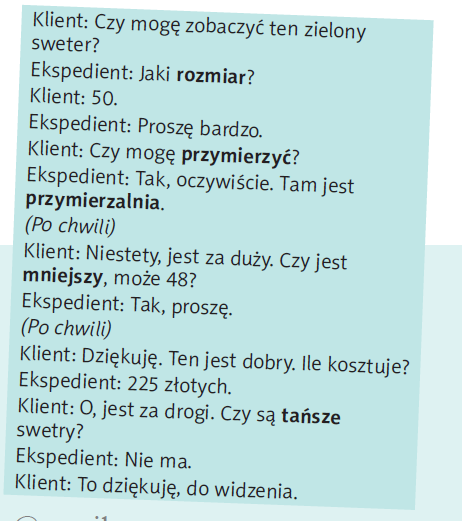 Klient: Czy mogę zobaczyć ten zielony
sweter?
Ekspedient: Jaki rozmiar?
Klient: 50.
Ekspedient: Proszę bardzo.
Klient: Czy mogę przymierzyć?
Ekspedient: Tak, oczywiście. Tam jest
przymierzalnia.
(Po chwili)
Klient: Niestety, jest za duży. Czy jest
mniejszy, może 48?
Ekspedient: Tak, proszę.
(Po chwili)
Klient: Dziękuję. Ten jest dobry. Ile kosztuje?
Ekspedient: 225 złotych.
Klient: O, jest za drogi. Czy są tańsze
swetry?
Ekspedient: Nie ma.
Klient: To dziękuję, do widzenia.